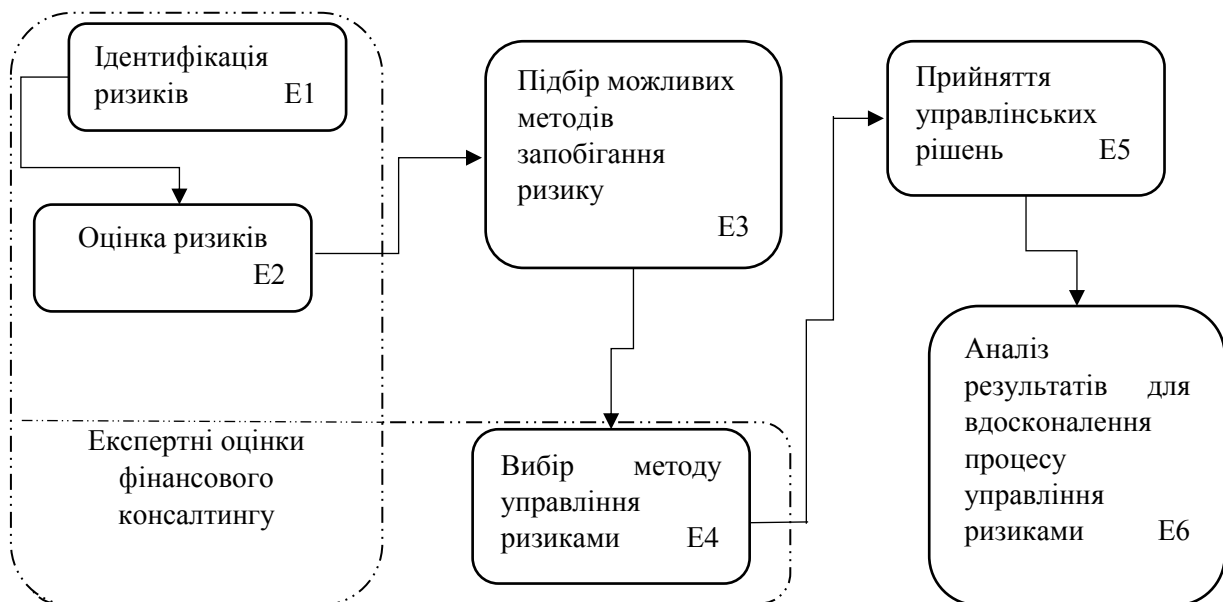 Ідентифікація
ризиків E1
Оцінка ризиків
E2
Підбір можливих
методів
запобігання
ризику
E3
Вибір методу
управління
ризиками E4
Прийняття
управлінських
рішень E5
Аналіз
результатів для
вдосконалення
процесу
управління
ризиками E6
Експертні оцінки
фінансового
консалтингу